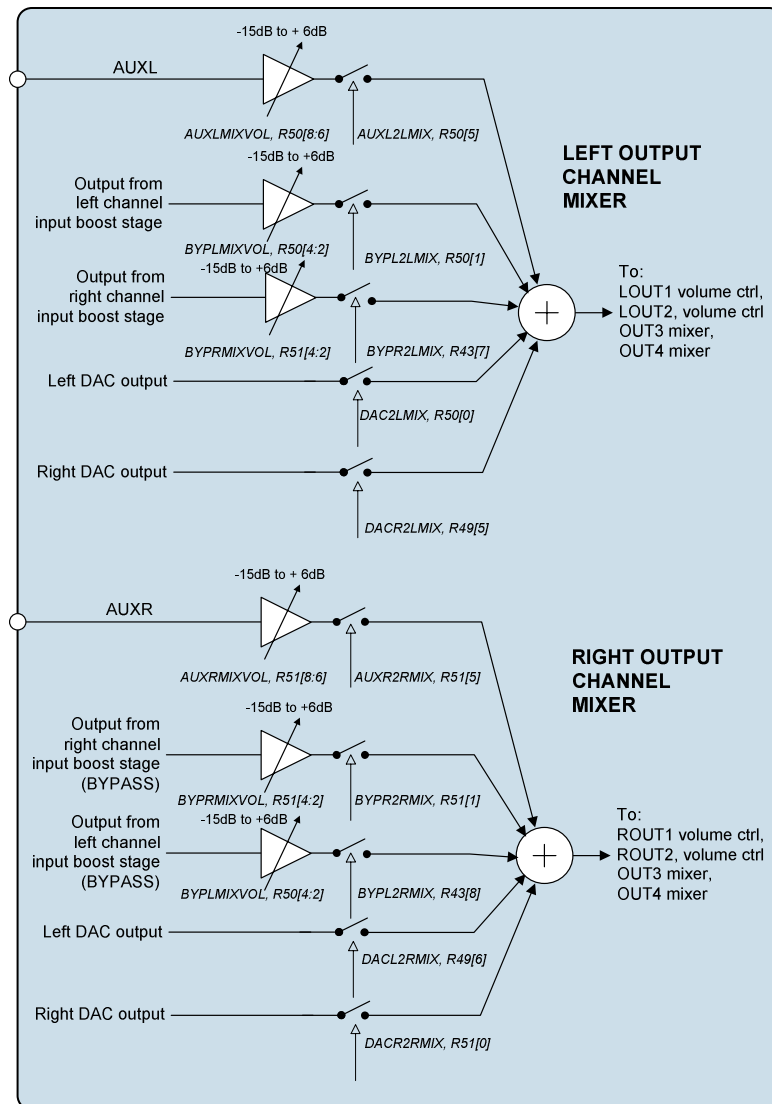 -15dB to + 6dB
AUXL
AUXLMIXVOL, R50[8:6]
AUXL2LMIX, R50[5]
LEFT OUTPUT
CHANNEL
MIXER
-15dB to +6dB
Output from
left channel
input boost stage
BYPLMIXVOL, R50[4:2]
BYPL2LMIX, R50[1]
-15dB to +6dB
Output from
right channel
input boost stage
BYPRMIXVOL, R51[4:2]
BYPR2LMIX, R43[7]
To:
LOUT1 volume ctrl,
LOUT2, volume ctrl
OUT3 mixer,
OUT4 mixer
Left DAC output
DAC2LMIX, R50[0]
Right DAC output
DACR2LMIX, R49[5]
-15dB to + 6dB
AUXR
AUXRMIXVOL, R51[8:6]
AUXR2RMIX, R51[5]
RIGHT OUTPUT
CHANNEL
MIXER
-15dB to +6dB
Output from
right channel
input boost stage
(BYPASS)
BYPRMIXVOL, R51[4:2]
BYPR2RMIX, R51[1]
-15dB to +6dB
Output from
left channel
input boost stage
(BYPASS)
BYPLMIXVOL, R50[4:2]
BYPL2RMIX, R43[8]
To:
ROUT1 volume ctrl,
ROUT2, volume ctrl
OUT3 mixer,
OUT4 mixer
Left DAC output
DACL2RMIX, R49[6]
Right DAC output
DACR2RMIX, R51[0]